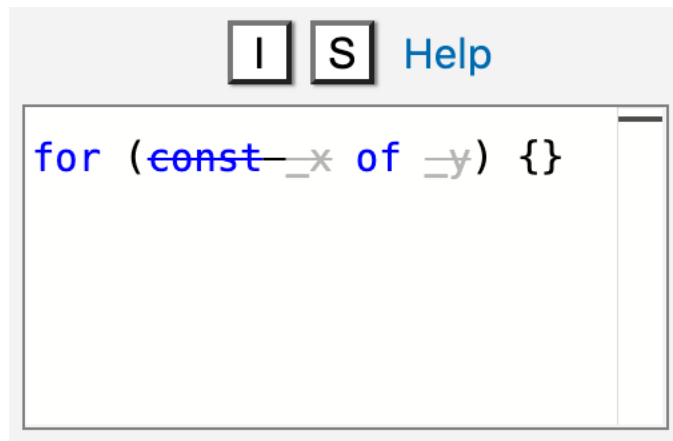 I S Help
for (const _x of _y) {}